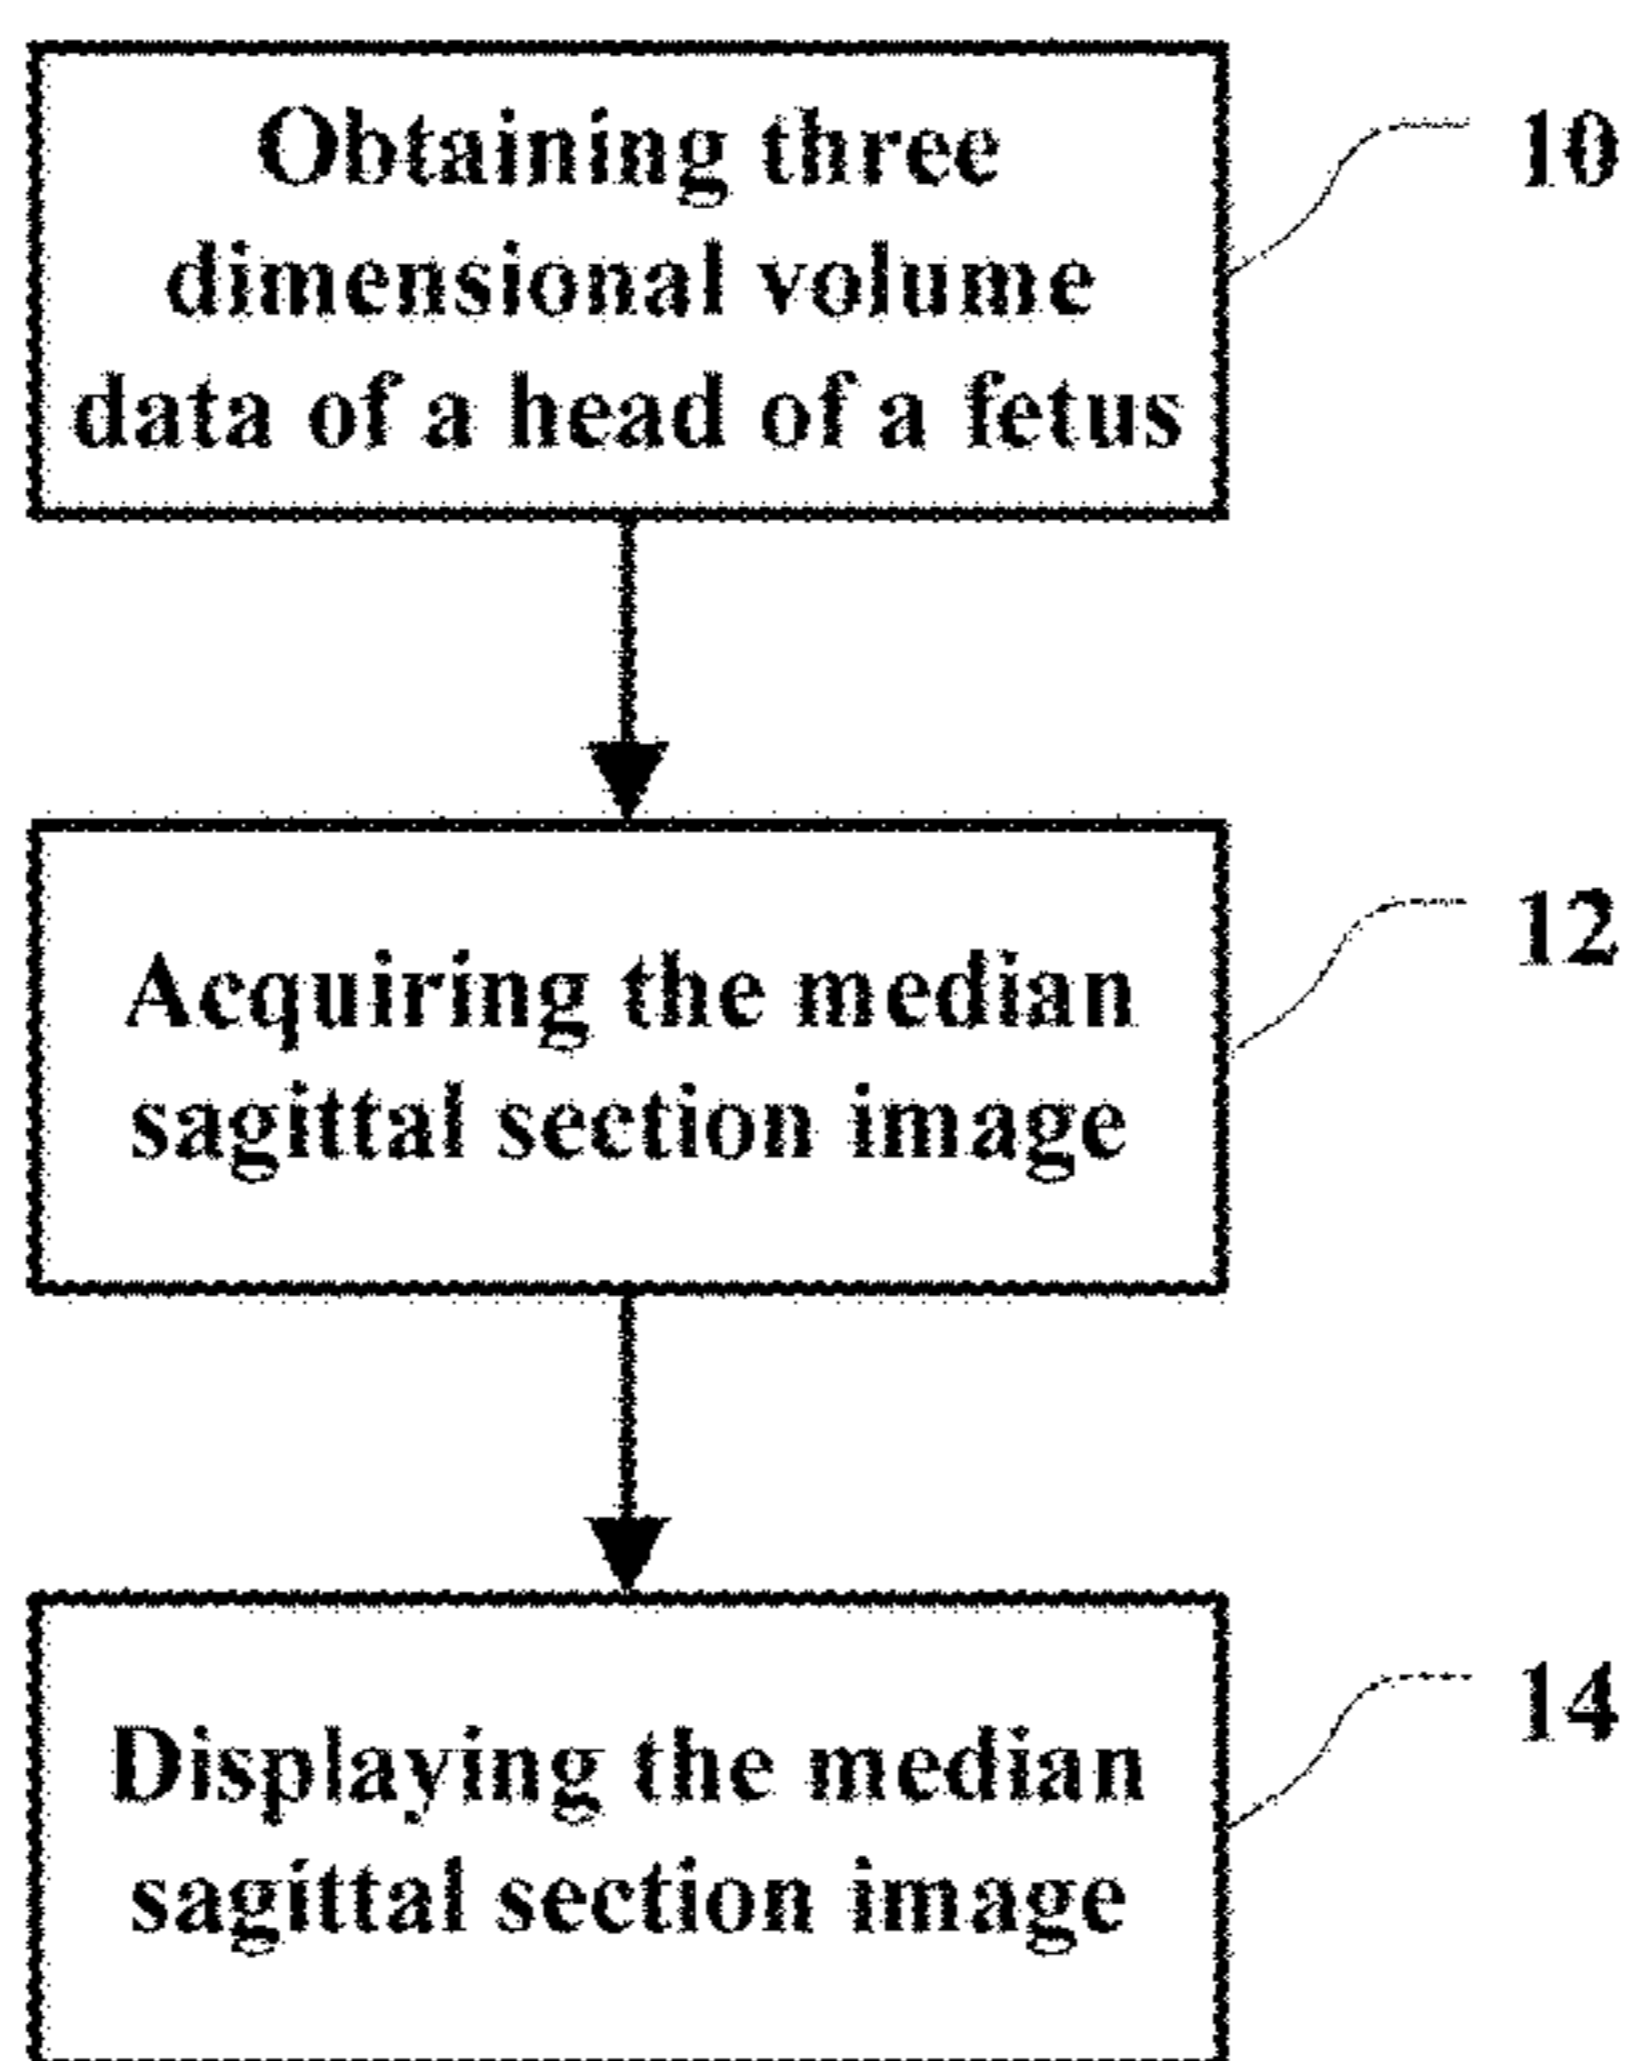 Obtaining three
dimensional volume
data of a head of a fetus
10
Acquiring the median
sagittal section image
12
Displaying the median
sagittal section image
14